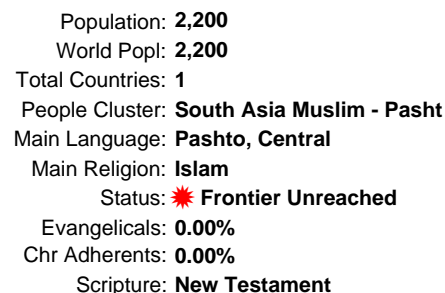 Population: 2,200
World Popl: 2,200
Total Countries: 1
People Cluster: South Asia Muslim - Pasht
Main Language: Pashto, Central
Main Religion: Islam
Status: Frontier Unreached
Evangelicals: 0.00%
Chr Adherents: 0.00%
Scripture: New Testament